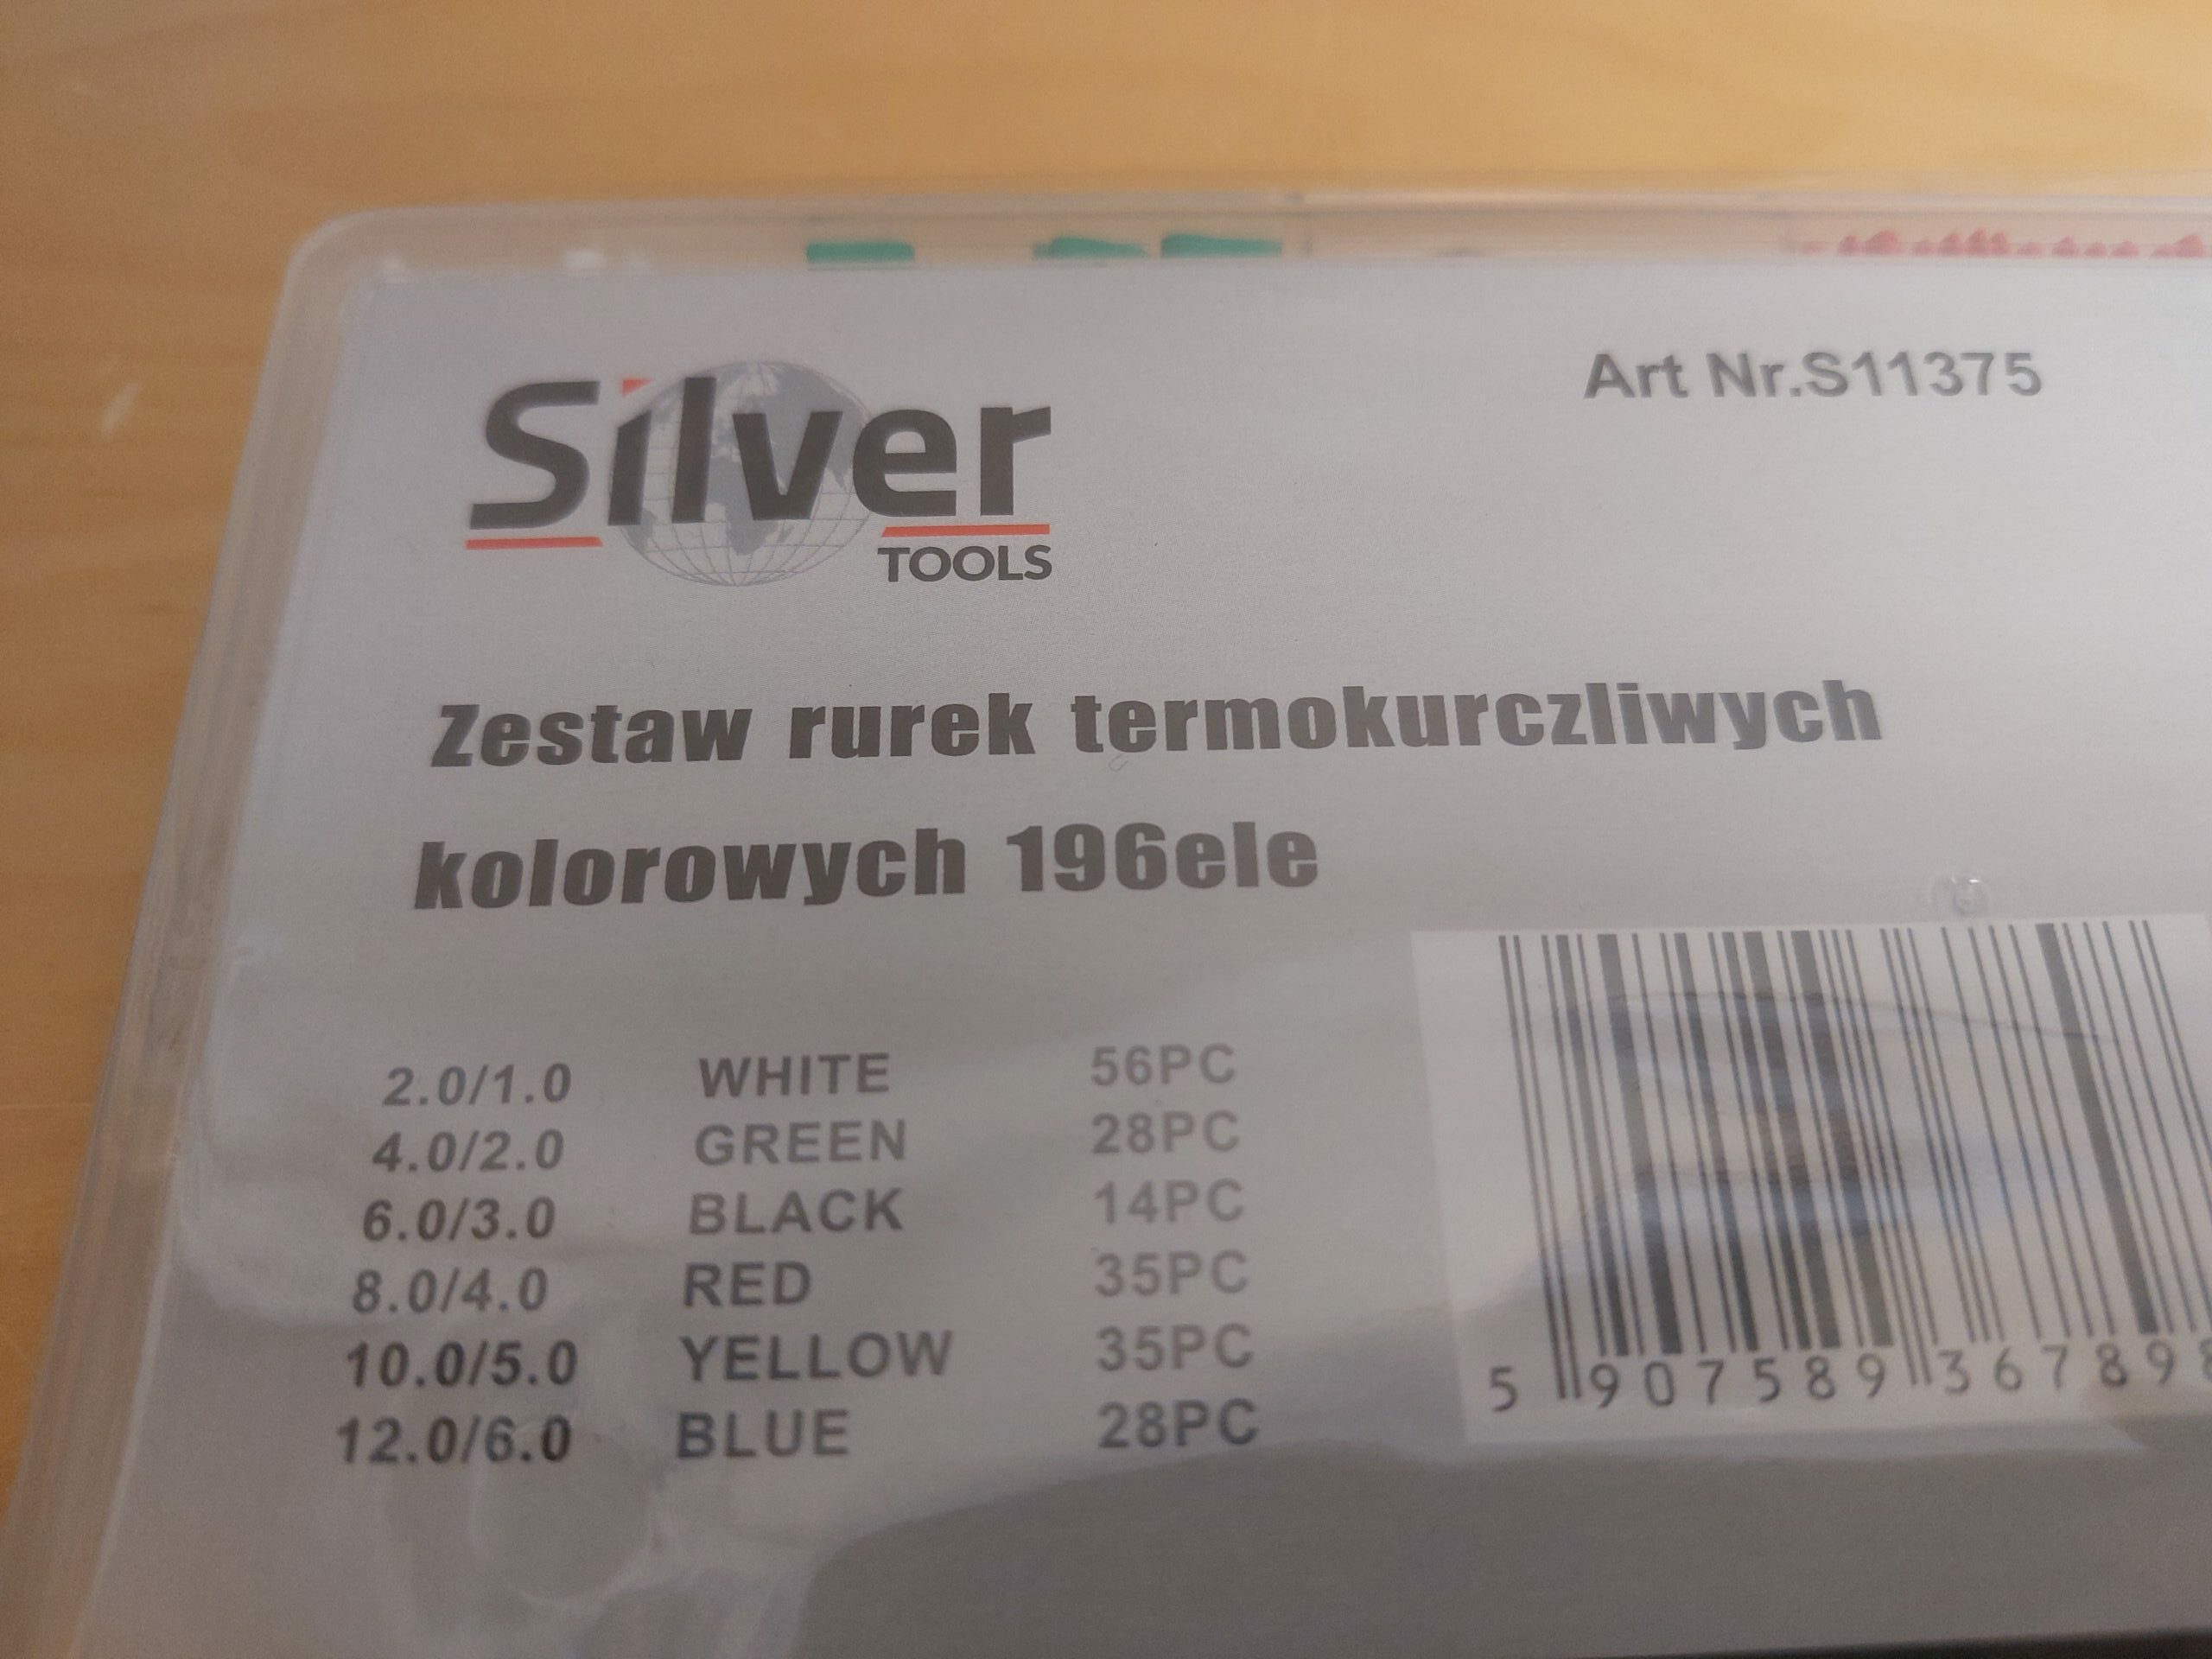 Silver
TOOLS
Art Nr.S11375
Zestaw rurek termokurczliwych
kolorowych 196ele
2.0/1.0 WHITE 56PC
4.0/2.0 GREEN 28PC
6.0/3.0 BLACK 14PC
8.0/4.0 RED 35PC
10.0/5.0 YELLOW 35PC
12.0/6.0 BLUE 28PC
5 907589 36789